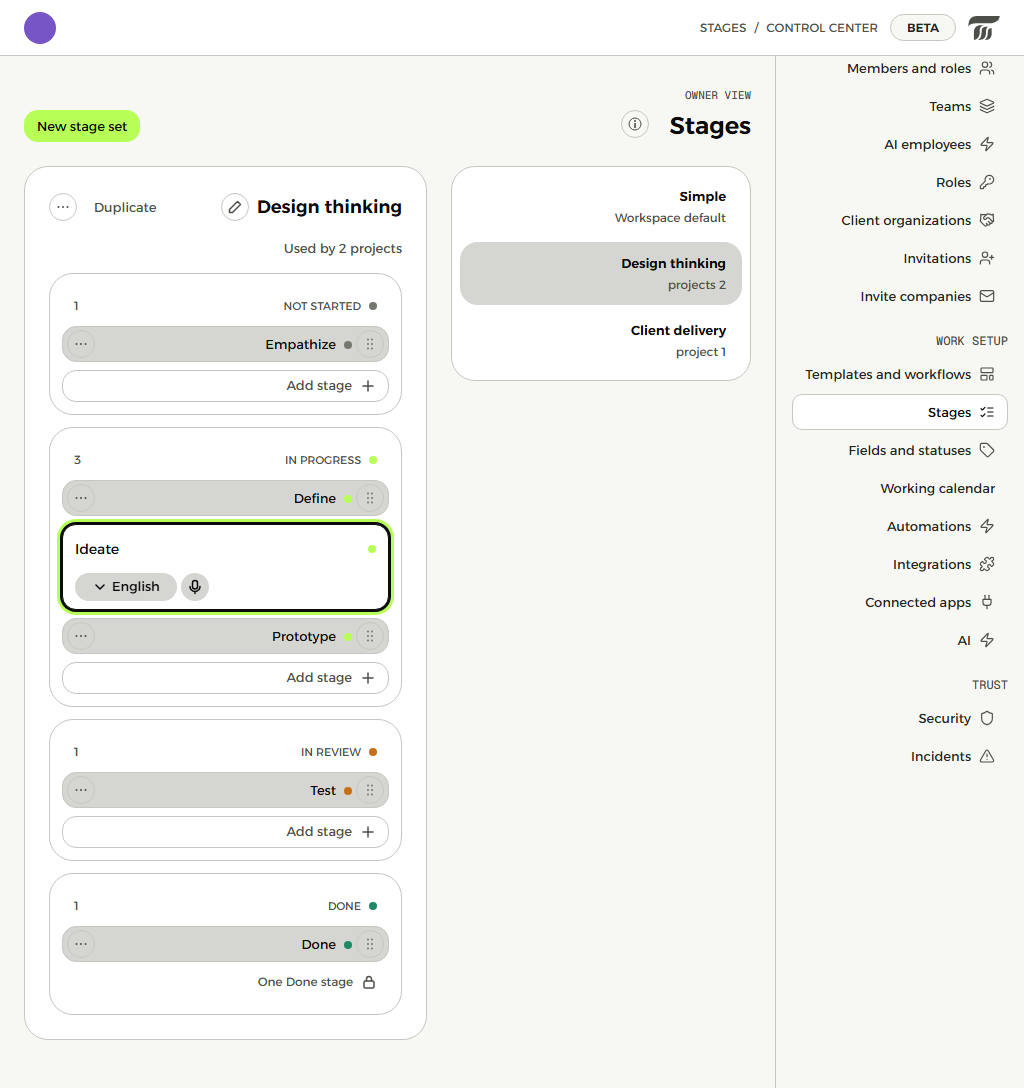 STAGES / CONTROL CENTER
BETA
Members and roles
Teams
AI employees
Roles
Client organizations
Invitations
Invite companies
WORK SETUP
Templates and workflows
Stages
Fields and statuses
Working calendar
Automations
Integrations
Connected apps
AI
TRUST
Security
Incidents
OWNER VIEW
Stages
New stage set
Simple
Workspace default
Design thinking
projects 2
Client delivery
project 1
Design thinking
Duplicate
Used by 2 projects
NOT STARTED
1
Empathize
Add stage
IN PROGRESS
3
Define
Ideate
English
Prototype
Add stage
IN REVIEW
1
Test
Add stage
DONE
1
Done
One Done stage